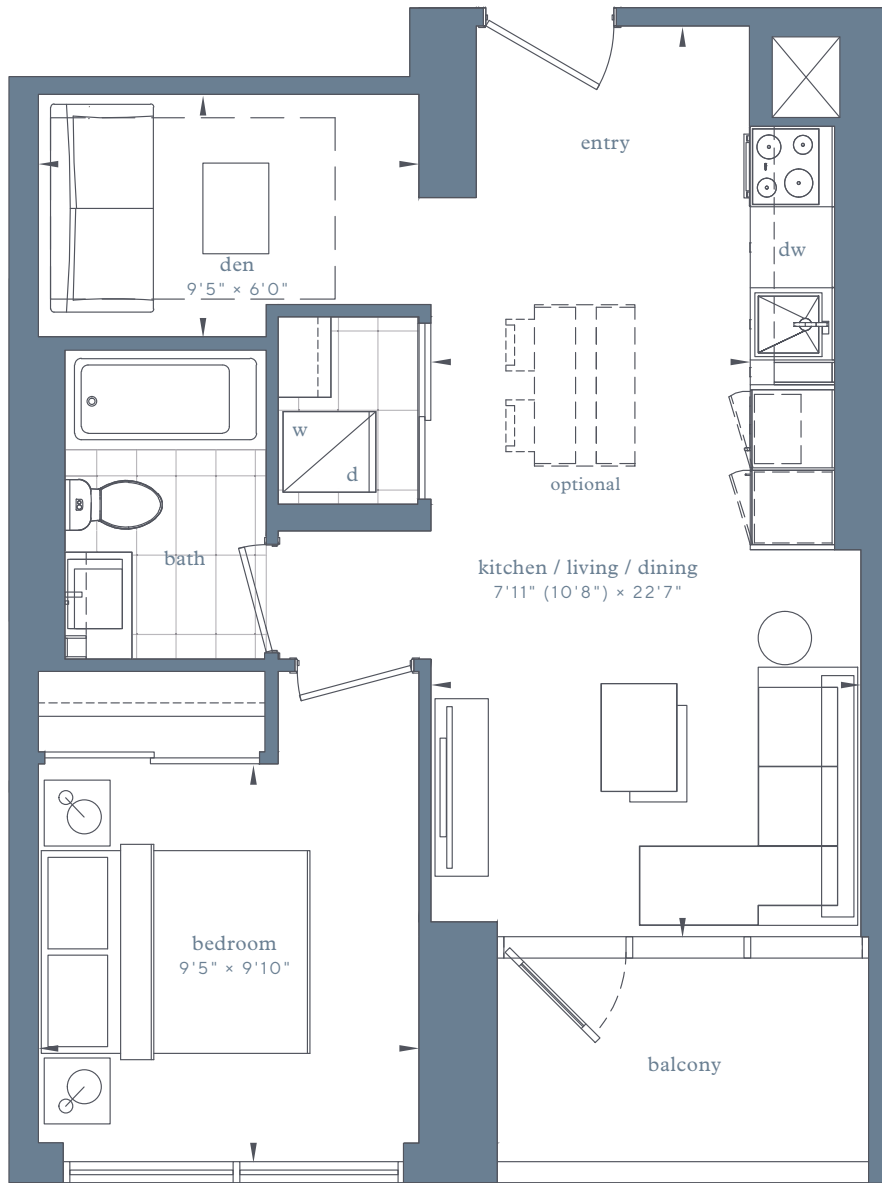 entry
den
9'5" × 6'0"
dw
w
d
optional
bath
kitchen / living / dining
7'11" (10'8") × 22'7"
bedroom
9'5" × 9'10"
balcony